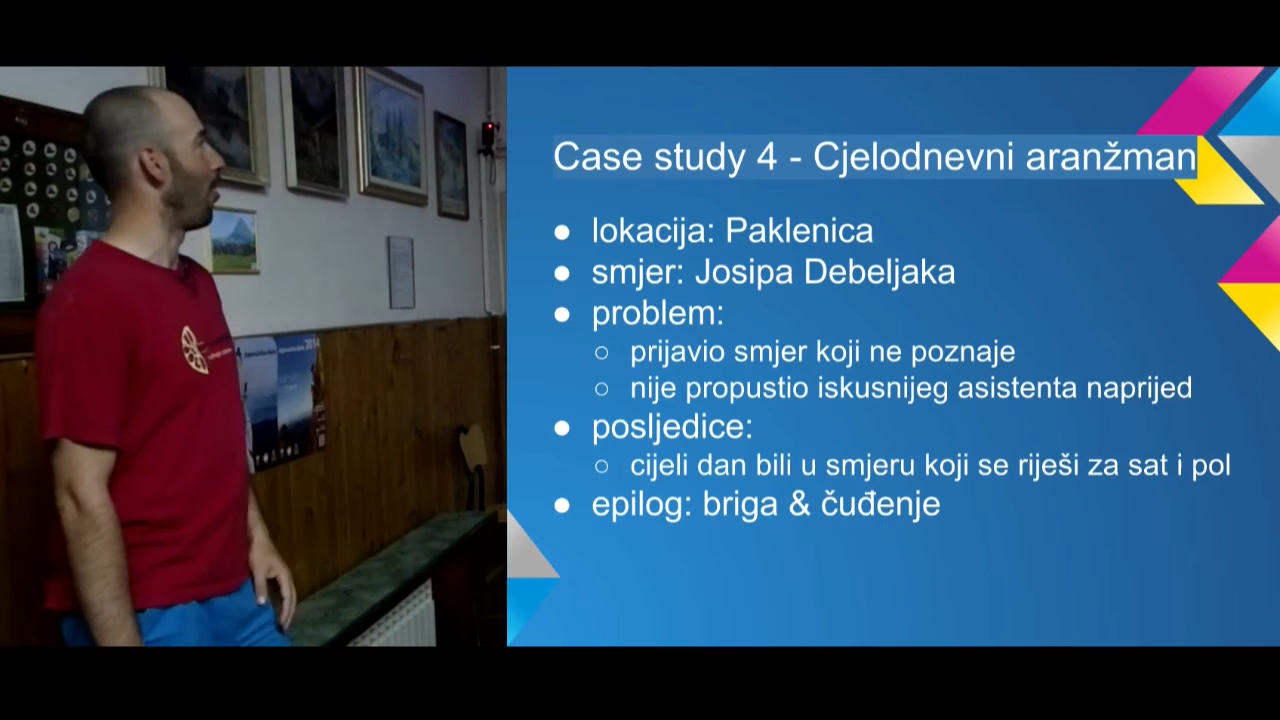 Case study 4 - Cjelodnevni aranžman
● lokacija: Paklenica
● smjer: Josipa Debeljaka
● problem:
○ prijavio smjer koji ne poznaje
○ nije propustio iskusnijeg asistenta naprijed
● posljedice:
○ cijeli dan bili u smjeru koji se riješi za sat i pol
● epilog: briga & čuđenje